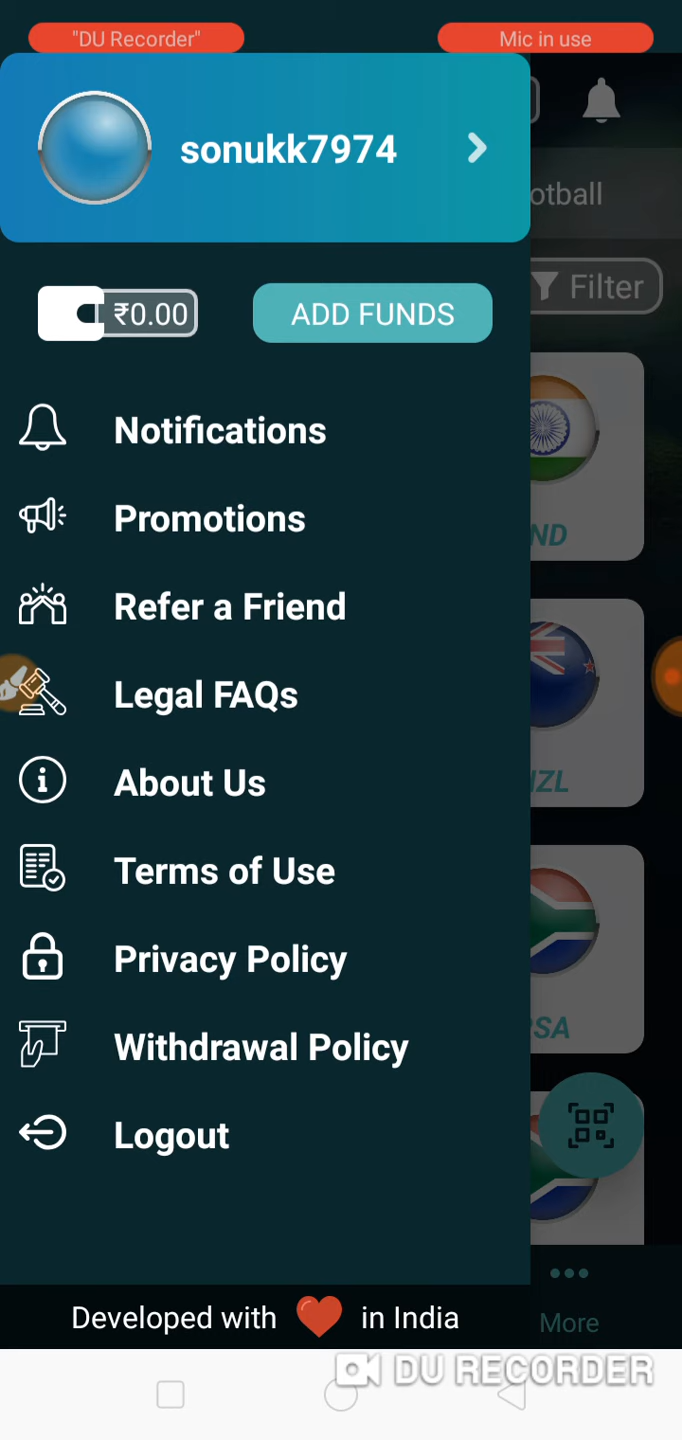 "DU Recorder"
Mic in use
sonukk7974
otball
₹0.00
ADD FUNDS
Filter
Notifications
Promotions
ND
Refer a Friend
Legal FAQs
About Us
ZL
Terms of Use
Privacy Policy
Withdrawal Policy
SA
Logout
Developed with ❤ in India
More
DU RECORDER